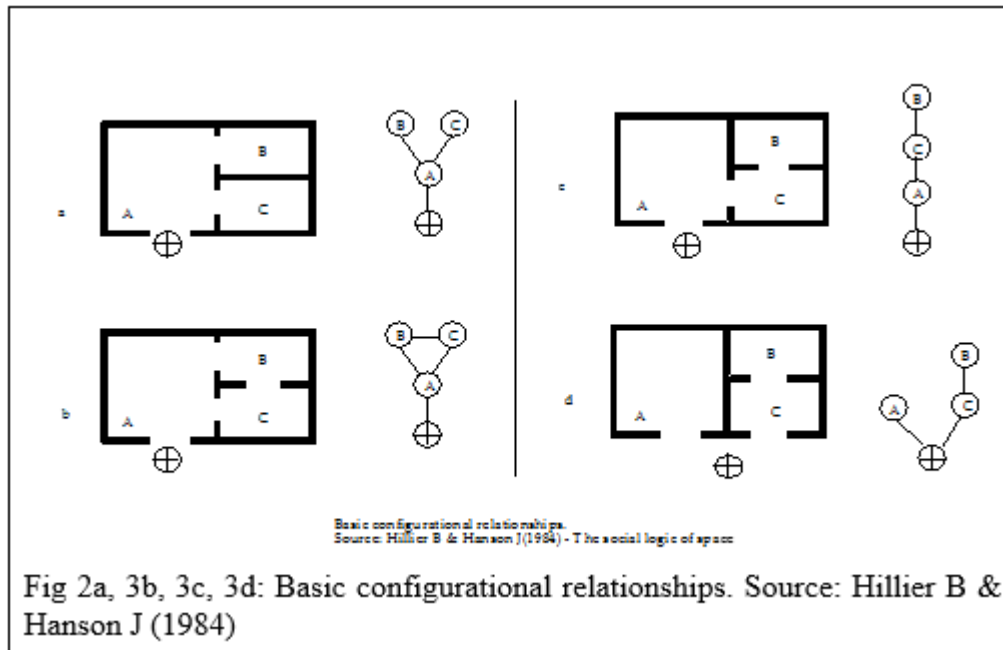 B
C
A
a
B
C
A
B
C
A
b
B
C
A
B
C
A
c
B
C
A
B
C
A
d
B
A
C
Basic configurational relationships.
Source: Hillier B & Hanson J (1984) - The social logic of space
Fig 2a, 3b, 3c, 3d: Basic configurational relationships. Source: Hillier B &
Hanson J (1984)